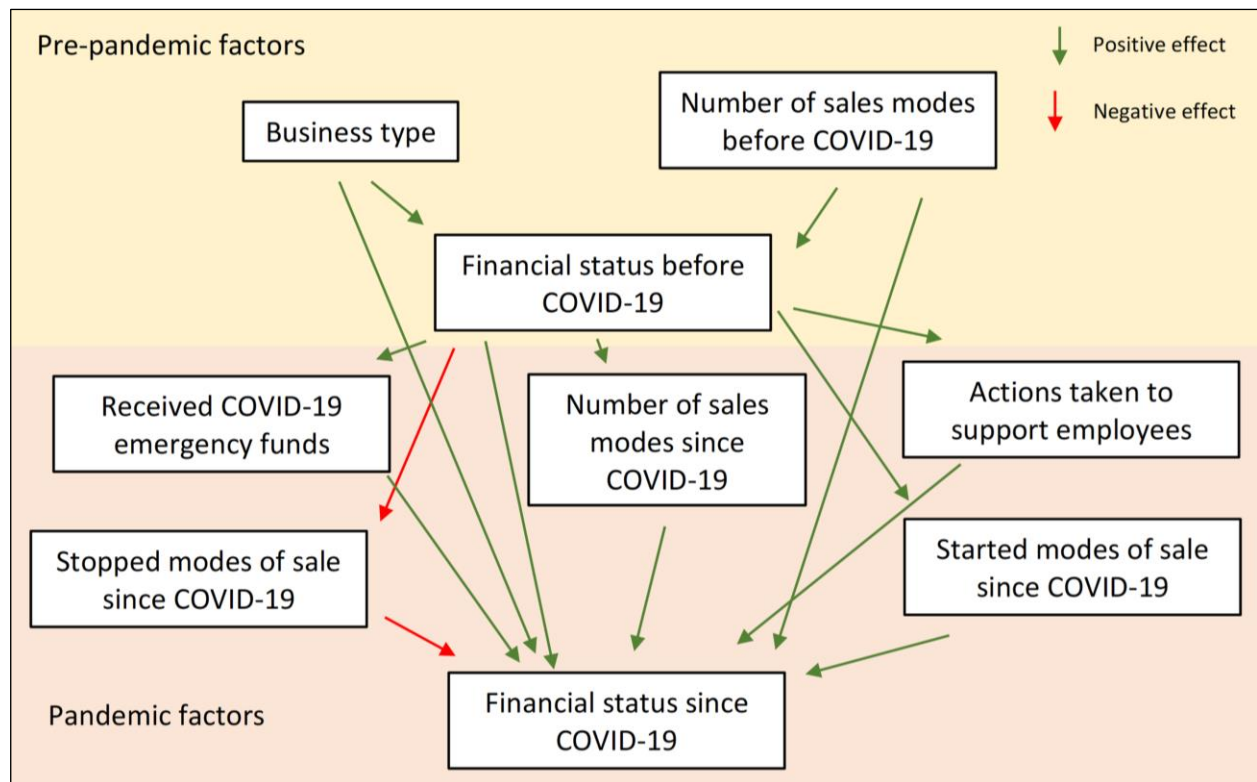 Pre-pandemic factors
Positive effect
Negative effect
Business type
Number of sales modes
before COVID-19
Financial status before
COVID-19
Received COVID-19
emergency funds
Number of sales
modes since
COVID-19
Actions taken to
support employees
Stopped modes of sale
since COVID-19
Started modes of sale
since COVID-19
Financial status since
COVID-19
Pandemic factors